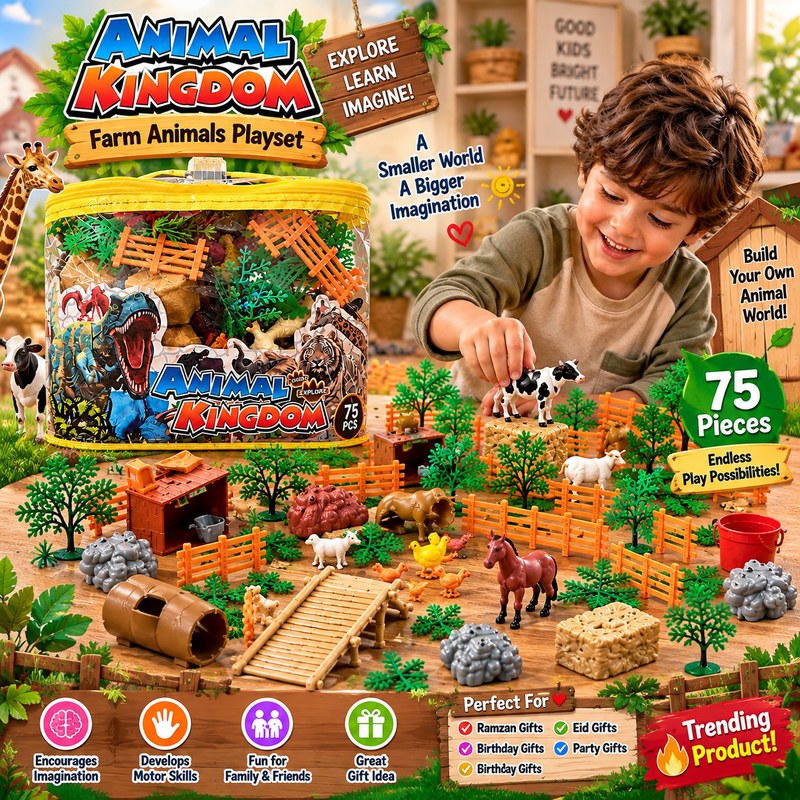 ANIMAL
KINGDOM
Farm Animals Playset
EXPLORE
LEARN
IMAGINE!
GOOD
KIDS
BRIGHT
FUTURE
A
Smaller World
A Bigger
Imagination
Build
Your Own
Animal
World!
ANIMAL
KINGDOM
EXPLORE
75
PCS
75
Pieces
Endless
Play Possibilities!
Encourages
Imagination
Develops
Motor Skills
Fun for
Family & Friends
Great
Gift Idea
Perfect For
Ramzan Gifts
Eid Gifts
Birthday Gifts
Party Gifts
Birthday Gifts
Trending
Product!